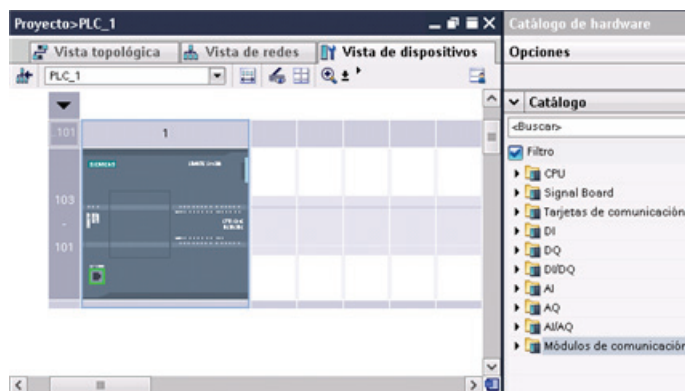 Proyecto>PLC_1
Vista topológica
Vista de redes
Vista de dispositivos
PLC_1
101
1
103
-
101
SIEMENS
Catálogo de hardware
Opciones
Catálogo
<Buscar>
Filtro
CPU
Signal Board
Tarjetas de comunicación
DI
DQ
DI/DQ
AI
AQ
AI/AQ
Módulos de comunicación